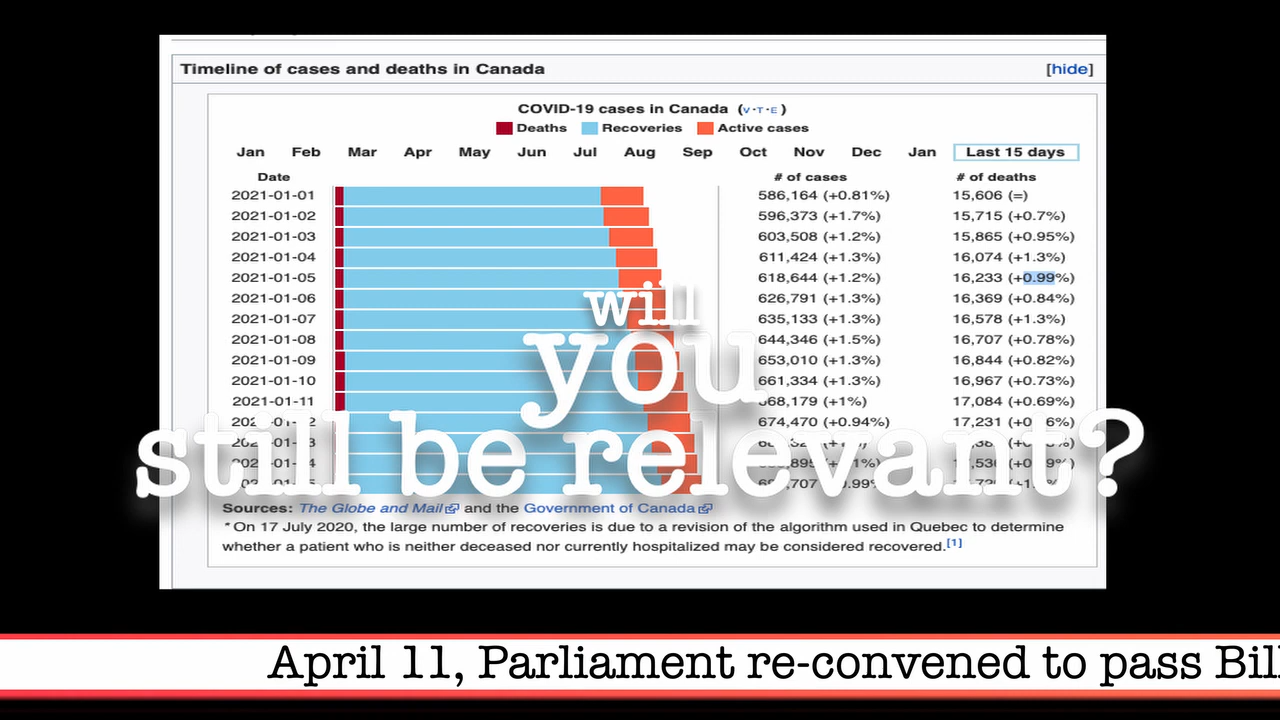 Timeline of cases and deaths in Canada [hide]
COVID-19 cases in Canada (V·T·E)
Deaths Recoveries Active cases
Jan Feb Mar Apr May Jun Jul Aug Sep Oct Nov Dec Jan Last 15 days
Date # of cases # of deaths
2021-01-01 586,164 (+0.81%) 15,606 (=)
2021-01-02 596,373 (+1.7%) 15,715 (+0.7%)
2021-01-03 603,508 (+1.2%) 15,865 (+0.95%)
2021-01-04 611,424 (+1.3%) 16,074 (+1.3%)
2021-01-05 618,644 (+1.2%) 16,233 (+0.99%)
2021-01-06 626,791 (+1.3%) 16,369 (+0.84%)
2021-01-07 635,133 (+1.3%) 16,578 (+1.3%)
2021-01-08 644,346 (+1.5%) 16,707 (+0.78%)
2021-01-09 653,010 (+1.3%) 16,844 (+0.82%)
2021-01-10 661,334 (+1.3%) 16,967 (+0.73%)
2021-01-11 (+1%) 17,084 (+0.69%)
674,470 (+0.94%) 17,231
will
you
still be relevant?
Sources: The Globe and Mail and the Government of Canada
*On 17 July 2020, the large number of recoveries is due to a revision of the algorithm used in Quebec to determine
whether a patient who is neither deceased nor currently hospitalized may be considered recovered.[1]
April 11, Parliament re-convened to pass Bill